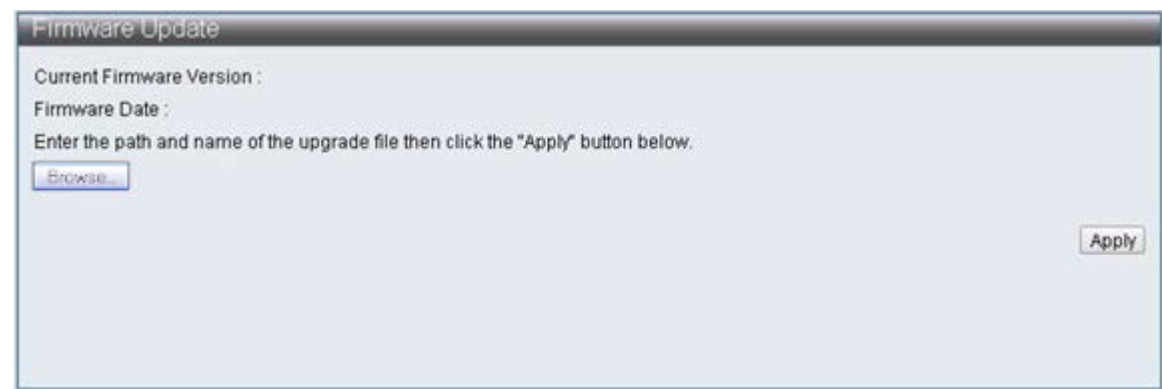 Firmware Update
Current Firmware Version :
Firmware Date :
Enter the path and name of the upgrade file then click the "Apply" button below.
Browse..
Apply